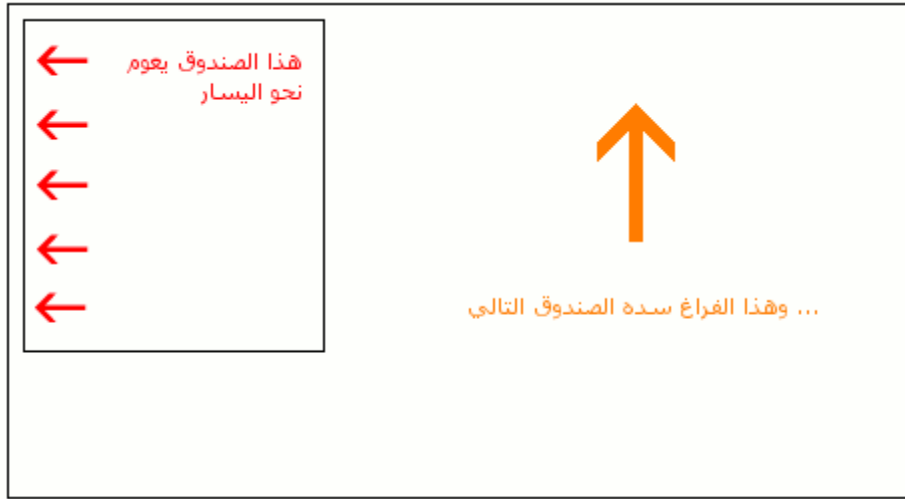 هذا الصندوق يعوم
نحو اليسار
... وهذا الفراغ سده الصندوق التالي